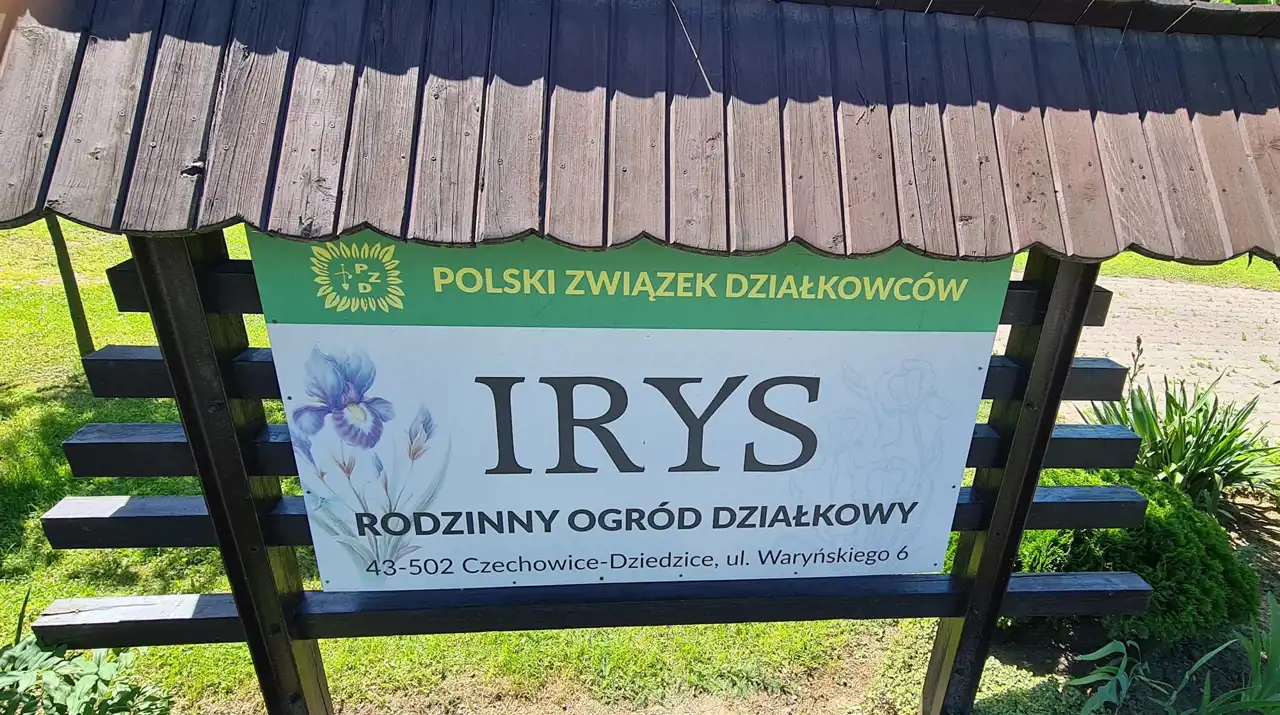 PZD
POLSKI ZWIĄZEK DZIAŁKOWCÓW
IRYS
RODZINNY OGRÓD DZIAŁKOWY
43-502 Czechowice-Dziedzice, ul. Waryńskiego 6